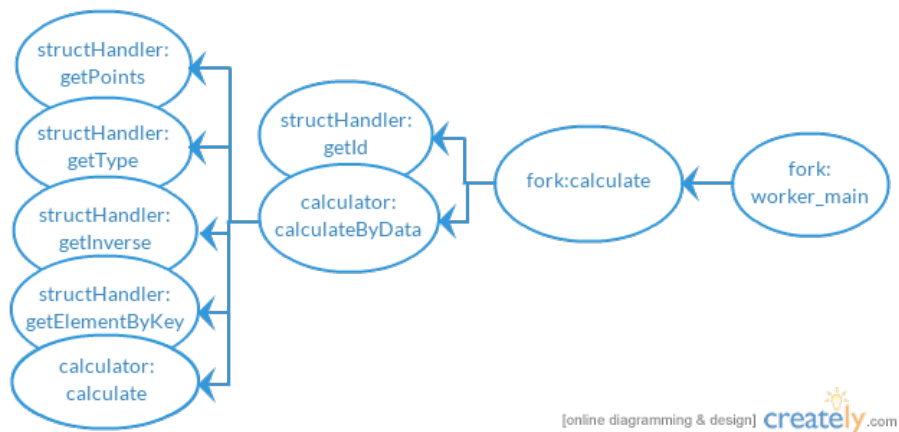 structHandler:
getPoints
structHandler:
getType
structHandler:
getInverse
structHandler:
getElementByKey
calculator:
calculate
structHandler:
getId
calculator:
calculateByData
fork:calculate
fork:
worker_main
[online diagramming & design] creately.com